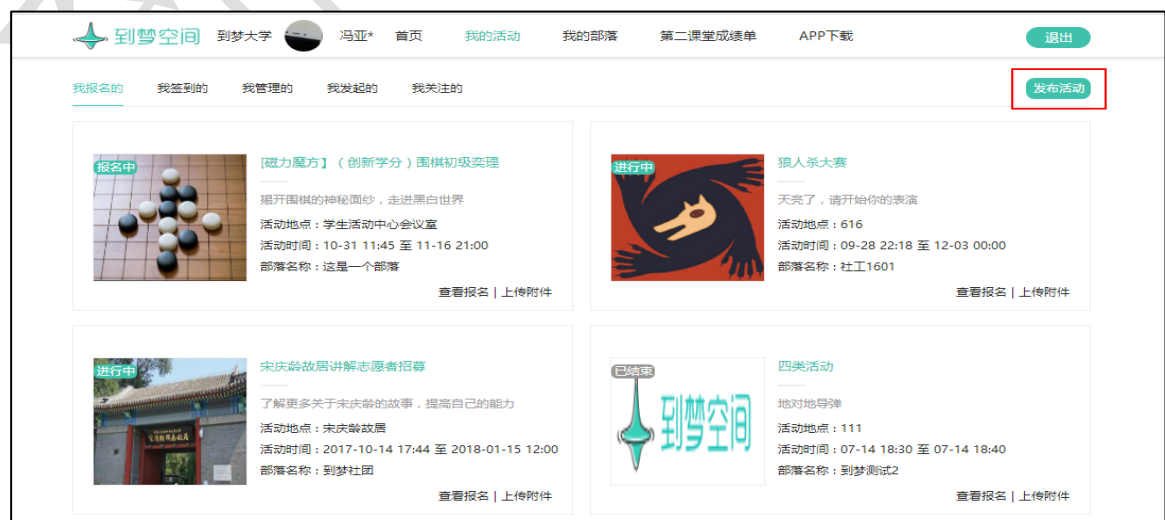 到梦空间 到梦大学 冯亚* 首页 我的活动 我的部落 第二课堂成绩单 APP下载 退出
我报名的 我签到的 我管理的 我发起的 我关注的 发布活动
报名中
[磁力魔方】（创新学分）围棋初级奕理
揭开围棋的神秘面纱，走进黑白世界
活动地点：学生活动中心会议室
活动时间：10-31 11:45 至 11-16 21:00
部落名称：这是一个部落
查看报名 | 上传附件
进行中
狼人杀大赛
天亮了，请开始你的表演
活动地点：616
活动时间：09-28 22:18 至 12-03 00:00
部落名称：社工1601
查看报名 | 上传附件
进行中
宋庆龄故居讲解志愿者招募
了解更多关于宋庆龄的故事，提高自己的能力
活动地点：宋庆龄故居
活动时间：2017-10-14 17:44 至 2018-01-15 12:00
部落名称：到梦社团
查看报名 | 上传附件
已结束
到梦空间
四类活动
地对地导弹
活动地点：111
活动时间：07-14 18:30 至 07-14 18:40
部落名称：到梦测试2
查看报名 | 上传附件